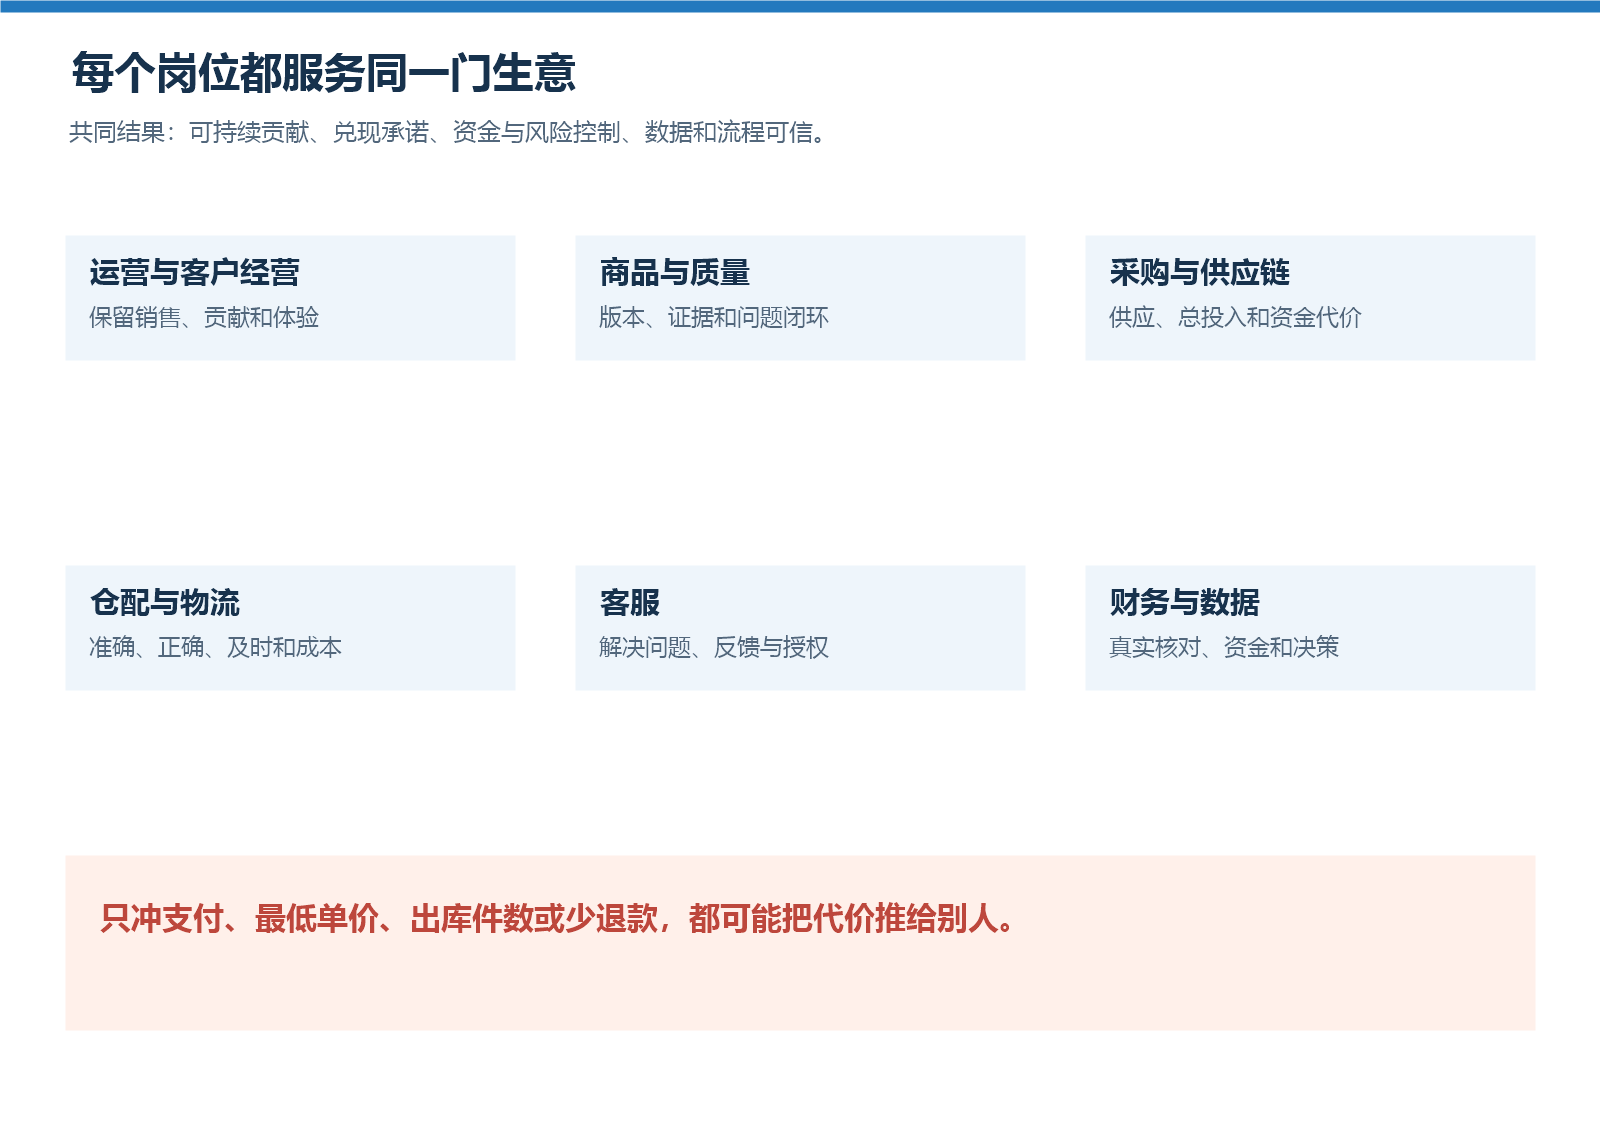 每个岗位都服务同一门生意
共同结果：可持续贡献、兑现承诺、资金与风险控制、数据和流程可信。
运营与客户经营
保留销售、贡献和体验
商品与质量
版本、证据和问题闭环
采购与供应链
供应、总投入和资金代价
仓配与物流
准确、正确、及时和成本
客服
解决问题、反馈与授权
财务与数据
真实核对、资金和决策
只冲支付、最低单价、出库件数或少退款，都可能把代价推给别人。